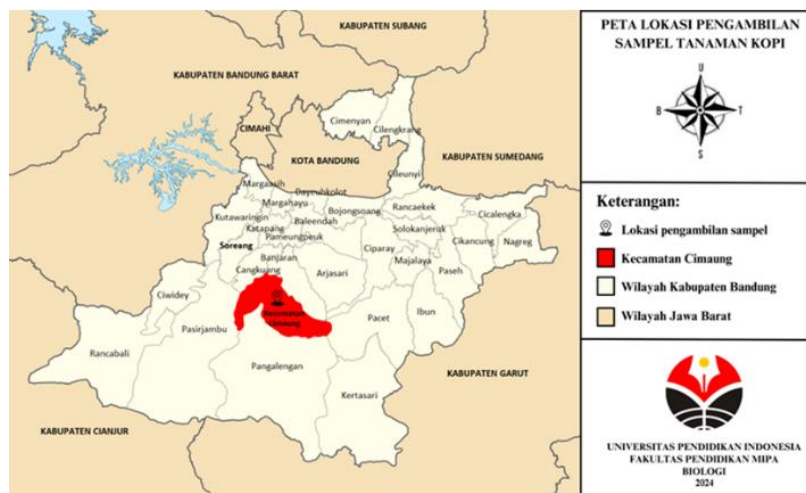 KABUPATEN SUBANG
KABUPATEN BANDUNG BARAT
Cimenyan
Cilengkrang
CIMAHI
KOTA BANDUNG
KABUPATEN SUMEDANG
Cileunyi
Margaasih
Dayeuhkolot
Margahayu
Bojongsoang
Rancaekek
Cicalengka
Kutawaringin
Katapang
Baleendah
Solokanjeruk
Soreang
Pameungpeuk
Ciparay
Cikancung
Nagreg
Banjaran
Majalaya
Cangkuang
Arjasari
Paseh
Ciwidey
Kecamatan
Cimaung
Pasirjambu
Pacet
Ibun
Rancabali
Pangalengan
Kertasari
KABUPATEN GARUT
KABUPATEN CIANJUR
PETA LOKASI PENGAMBILAN
SAMPEL TANAMAN KOPI
U
B
T
S
Keterangan:
Lokasi pengambilan sampel
Kecamatan Cimaung
Wilayah Kabupaten Bandung
Wilayah Jawa Barat
UNIVERSITAS PENDIDIKAN INDONESIA
FAKULTAS PENDIDIKAN MIPA
BIOLOGI
2024